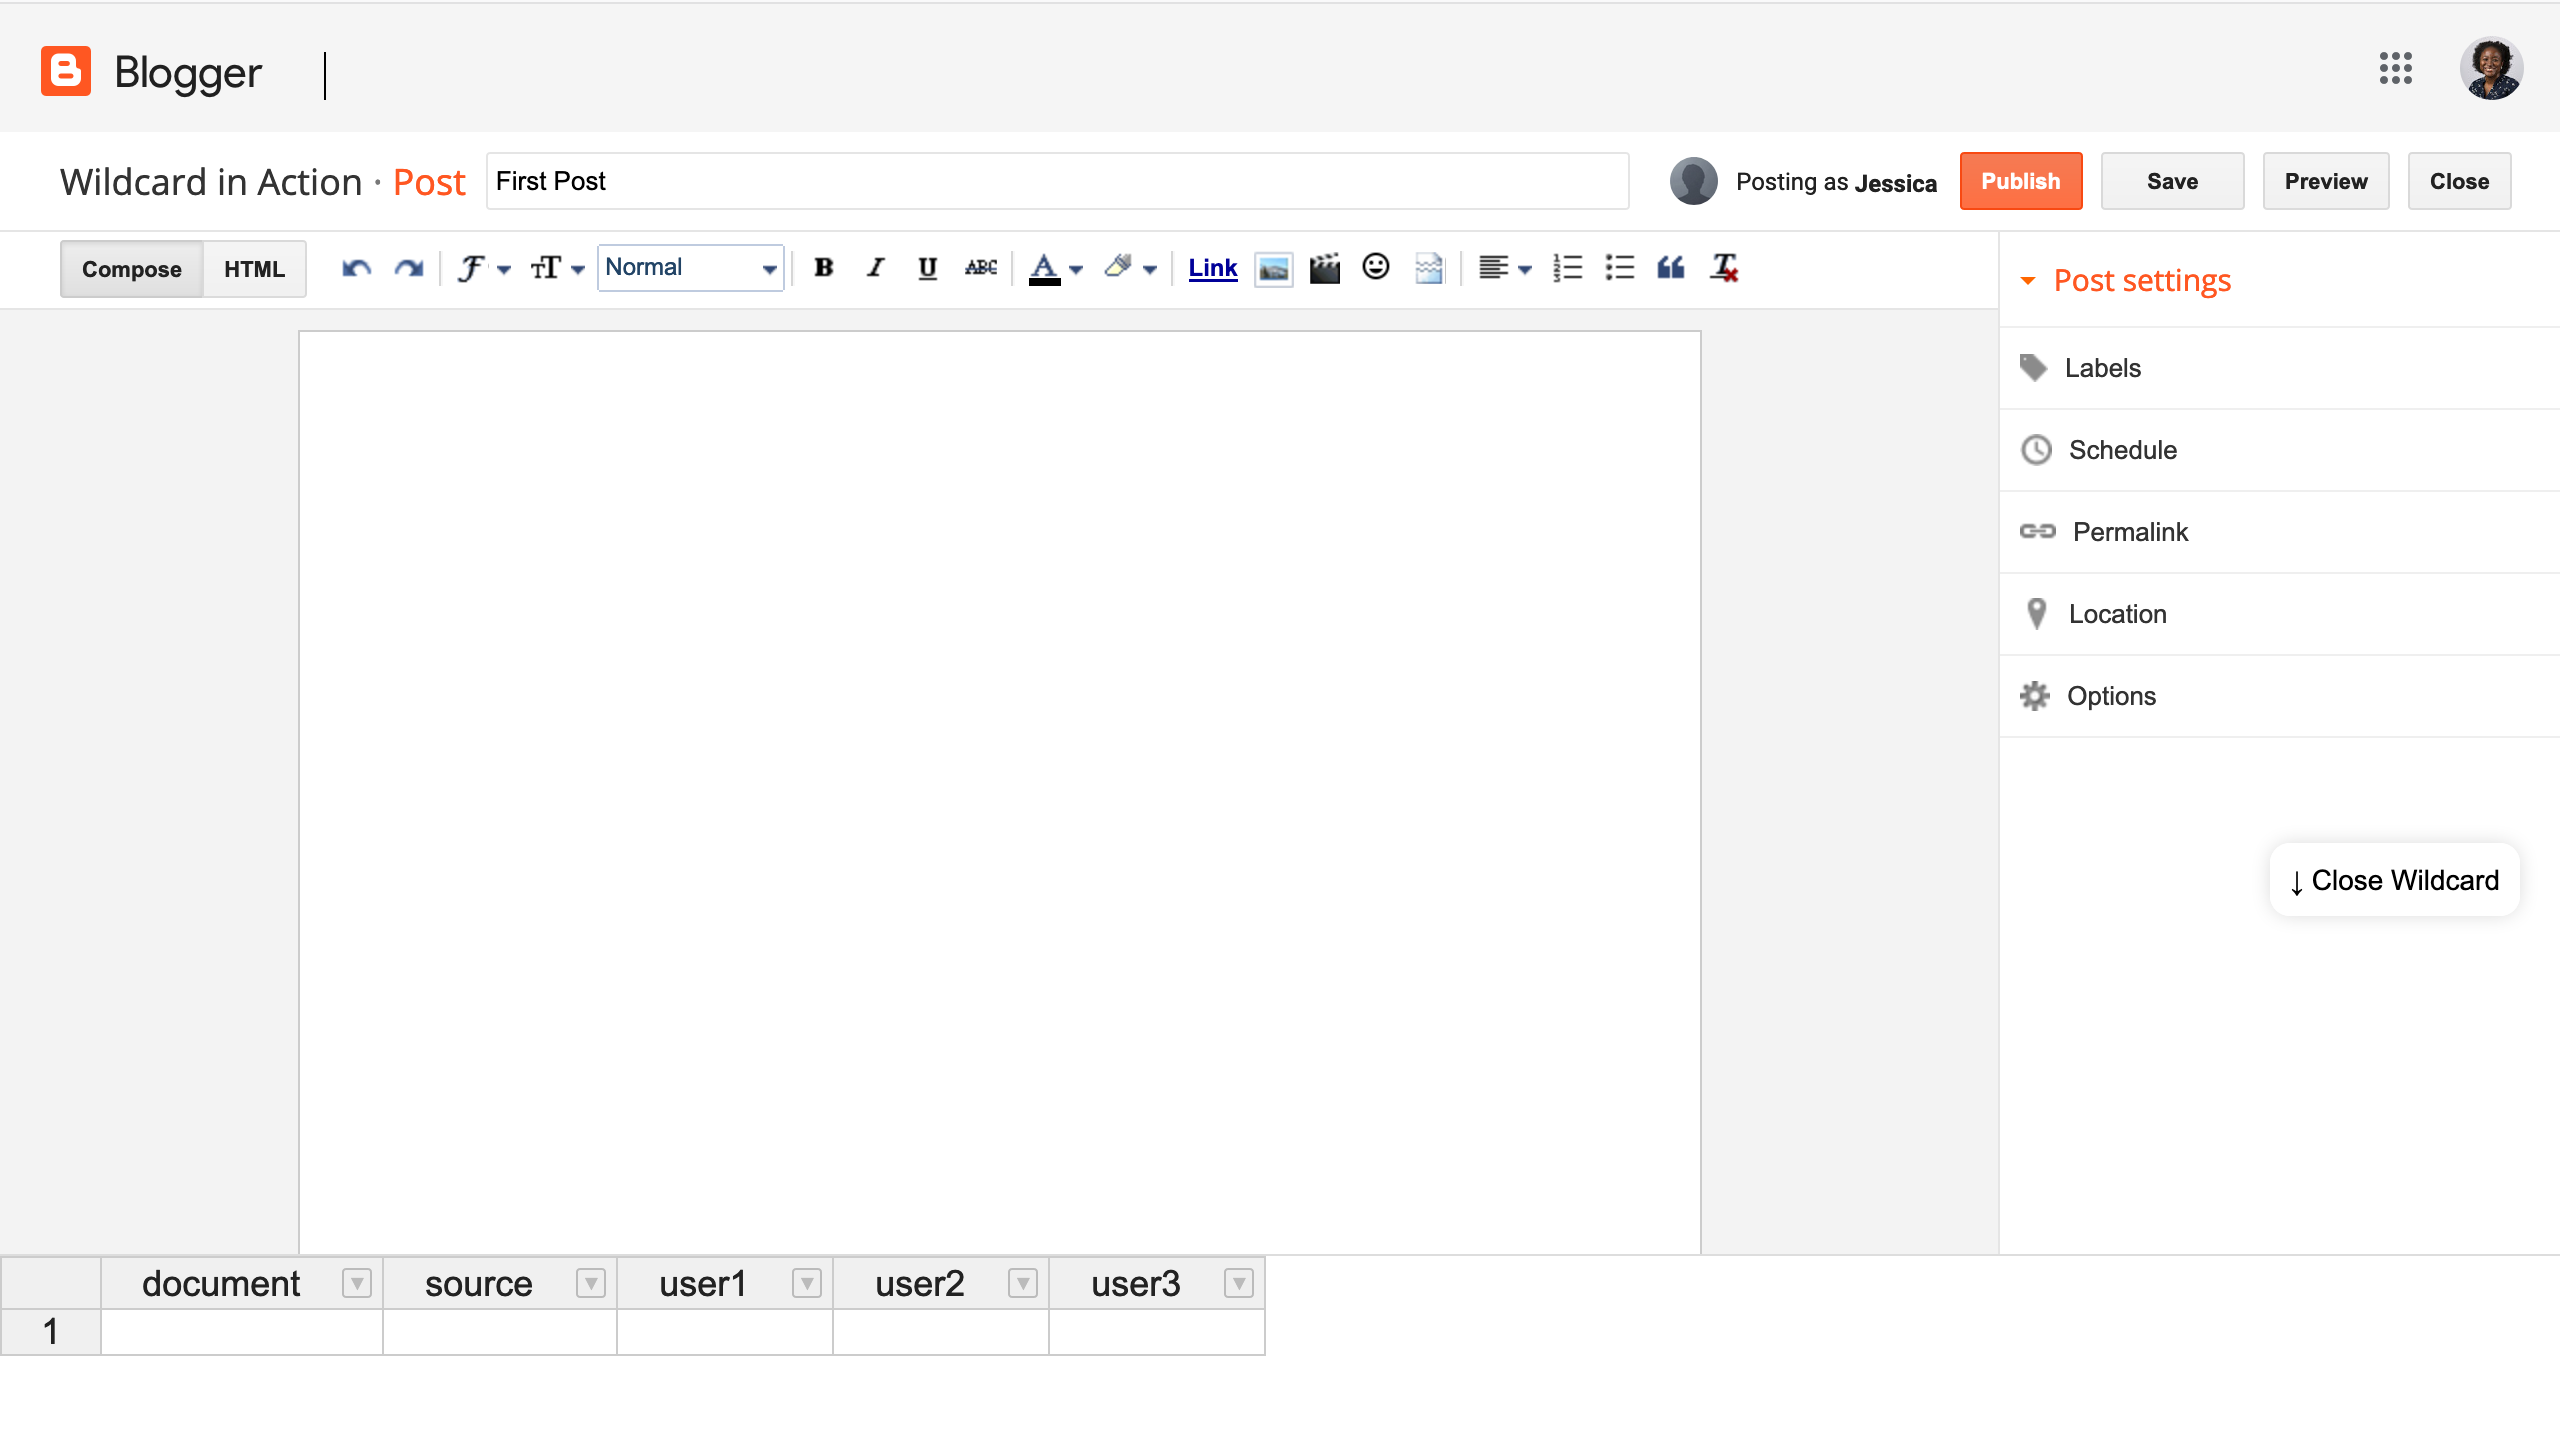 Blogger
Wildcard in Action · Post First Post Posting as Jessica Publish Save Preview Close
Compose HTML Normal B I U ABC A Link
Post settings
Labels
Schedule
Permalink
Location
Options
↓ Close Wildcard
document source user1 user2 user3
1